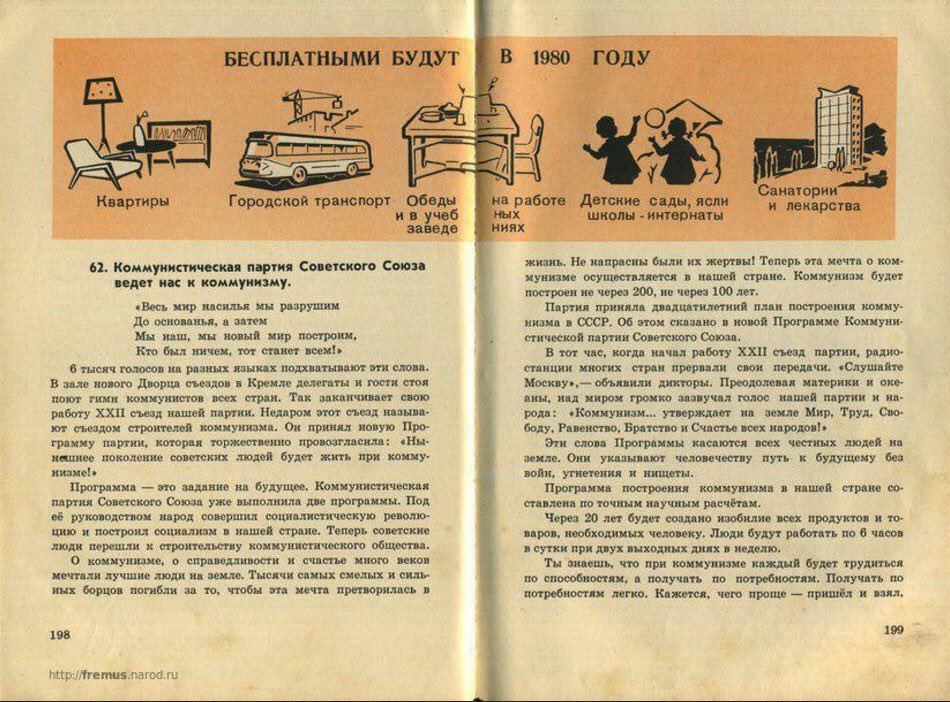 БЕСПЛАТНЫМИ БУДУТ В 1980 ГОДУ
Квартиры
Городской транспорт
Обеды на работе
и в учеб ных
заведе ниях
Детские сады, ясли
школы - интернаты
Санатории
и лекарства
62. Коммунистическая партия Советского Союза
ведет нас к коммунизму.
«Весь мир насилья мы разрушим
До основанья, а затем
Мы наш, мы новый мир построим,
Кто был ничем, тот станет всем!»
6 тысяч голосов на разных языках подхватывают эти слова.
В зале нового Дворца съездов в Кремле делегаты и гости стоя
поют гимн коммунистов всех стран. Так заканчивает свою
работу XXII съезд нашей партии. Недаром этот съезд называ-
ют съездом строителей коммунизма. Он принял новую Про-
грамму партии, которая торжественно провозгласила: «Ны-
нешнее поколение советских людей будет жить при комму-
низме!»
Программа — это задание на будущее. Коммунистическая
партия Советского Союза уже выполнила две программы. Под
её руководством народ совершил социалистическую револю-
цию и построил социализм в нашей стране. Теперь советские
люди перешли к строительству коммунистического общества.
О коммунизме, о справедливости и счастье много веков
мечтали лучшие люди на земле. Тысячи самых смелых и силь-
ных борцов погибли за то, чтобы эта мечта претворилась в
198
жизнь. Не напрасны были их жертвы! Теперь эта мечта о ком-
мунизме осуществляется в нашей стране. Коммунизм будет
построен не через 200, не через 100 лет.
Партия приняла двадцатилетний план построения комму-
низма в СССР. Об этом сказано в новой Программе Коммуни-
стической партии Советского Союза.
В тот час, когда начал работу XXII съезд партии, радио-
станции многих стран прервали свои передачи. «Слушайте
Москву»,— объявили дикторы. Преодолевая материки и оке-
аны, над миром громко зазвучал голос нашей партии и на-
рода: «Коммунизм... утверждает на земле Мир, Труд, Сво-
боду, Равенство, Братство и Счастье всех народов!»
Эти слова Программы касаются всех честных людей на
земле. Они указывают человечеству путь к будущему без
войн, угнетения и нищеты.
Программа построения коммунизма в нашей стране со-
ставлена по точным научным расчётам.
Через 20 лет будет создано изобилие всех продуктов и то-
варов, необходимых человеку. Люди будут работать по 6 часов
в сутки при двух выходных днях в неделю.
Ты знаешь, что при коммунизме каждый будет трудиться
по способностям, а получать по потребностям. Получать по
потребностям легко. Кажется, чего проще — пришёл и взял,
199
http://fremus.narod.ru